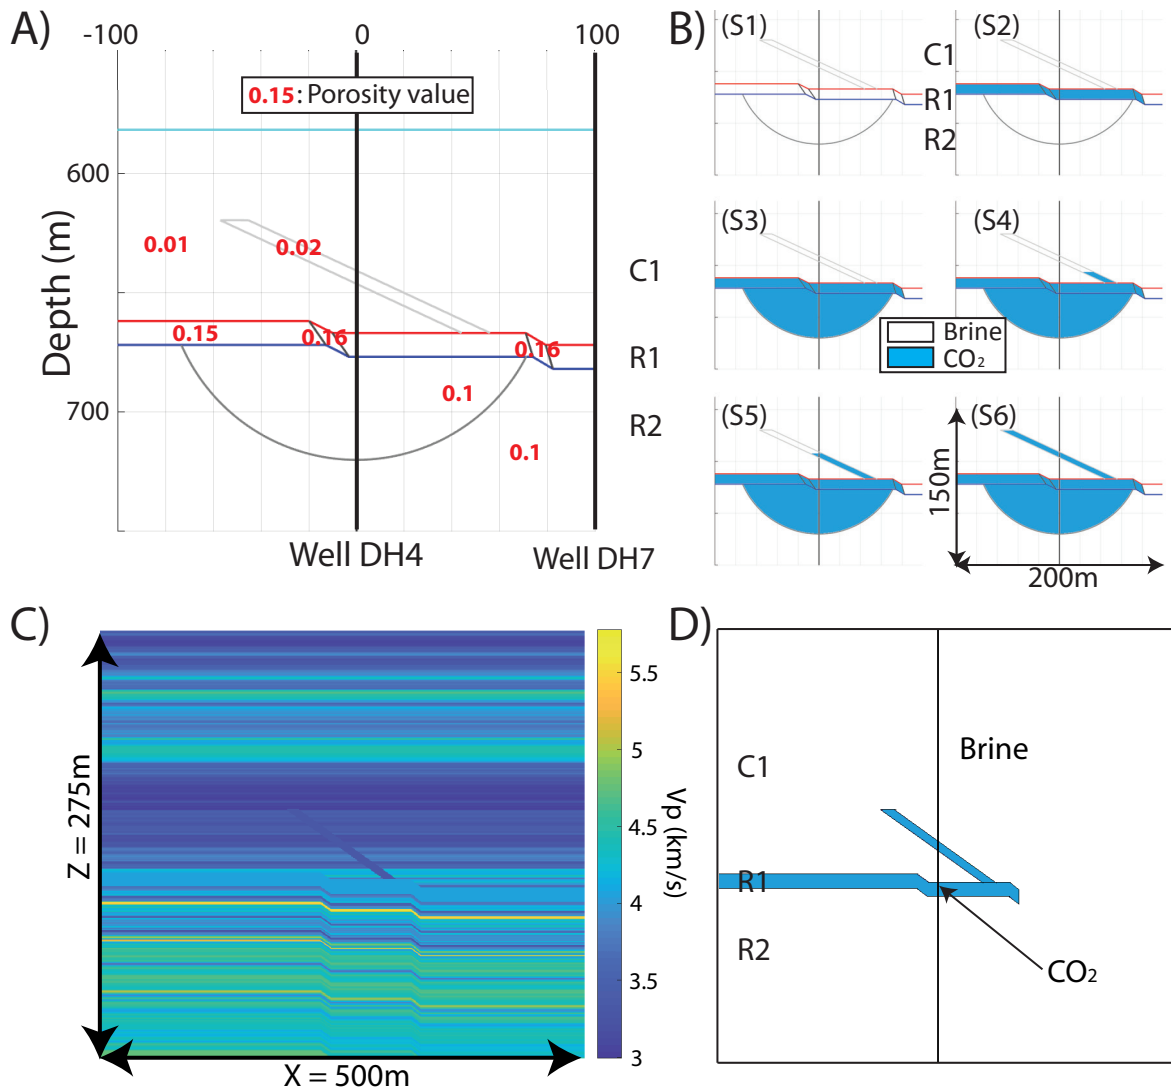 A)
-100
0
100
0.15: Porosity value
600
700
Depth (m)
0.01
0.02
0.15
0.16
0.16
0.1
0.1
C1
R1
R2
Well DH4
Well DH7
B)
(S1)
(S2)
C1
R1
R2
(S3)
(S4)
Brine
CO2
(S5)
(S6)
150m
200m
C)
Z = 275m
X = 500m
5.5
5
4.5
4
3.5
3
Vp (km/s)
D)
Brine
C1
R1
R2
CO2